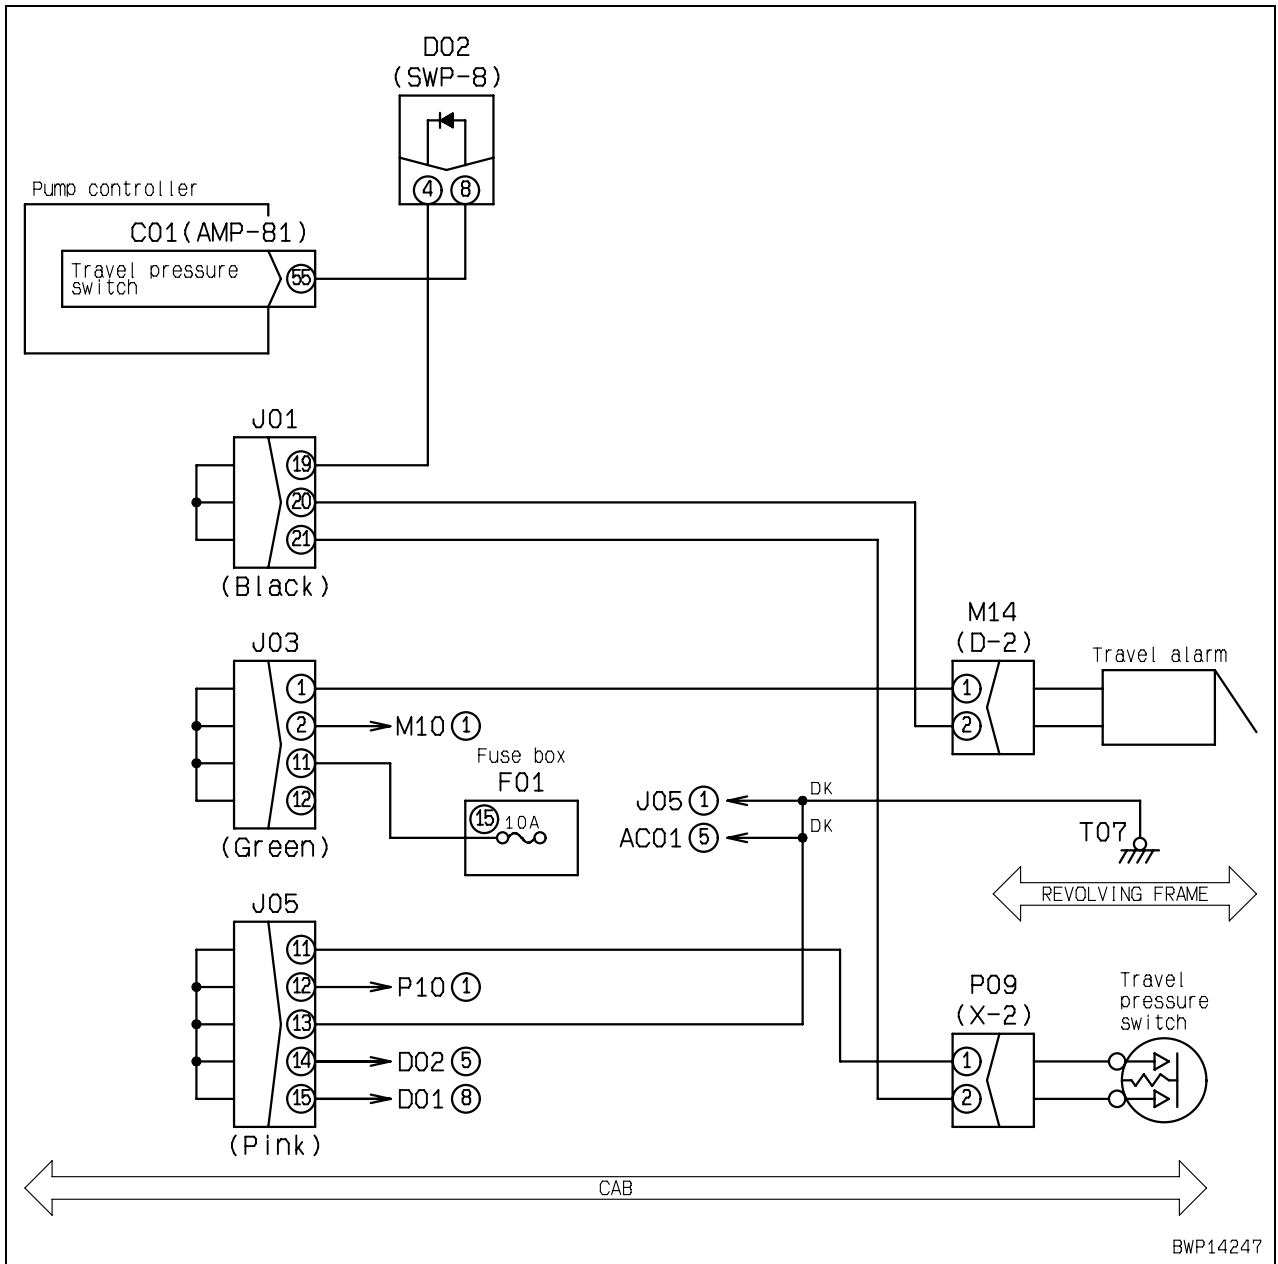 D02
(SWP-8)
4 8
Pump controller
C01(AMP-81)
Travel pressure
switch
55
J01
19
20
21
(Black)
J03
1
2
M10 1
11
12
(Green)
Fuse box
F01
15
10A
M14
(D-2)
1
2
Travel alarm
J05 1
DK
AC01 5
DK
T07
REVOLVING FRAME
J05
11
12
P10 1
13
14
D02 5
15
D01 8
(Pink)
P09
(X-2)
1
2
Travel
pressure
switch
CAB
BWP14247